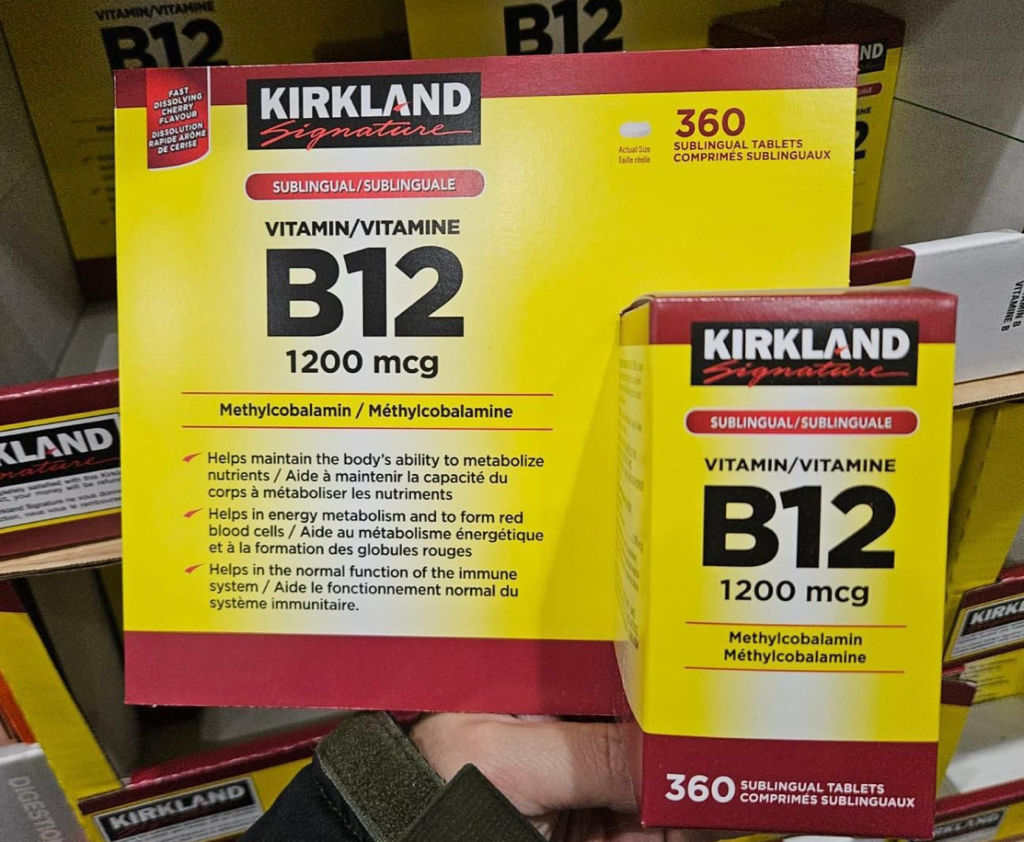 VITAMIN/VITAMINE
B12
B12
FAST
DISSOLVING
CHERRY
FLAVOUR
DISSOLUTION
RAPIDE ARÔME
DE CERISE
KIRKLAND
Signature
Actual Size
Taille réelle
360
SUBLINGUAL TABLETS
COMPRIMÉS SUBLINGUAUX
SUBLINGUAL/SUBLINGUALE
VITAMIN/VITAMINE
B12
1200 mcg
Methylcobalamin / Méthylcobalamine
Helps maintain the body's ability to metabolize
nutrients / Aide à maintenir la capacité du
corps à métaboliser les nutriments
Helps in energy metabolism and to form red
blood cells / Aide au métabolisme énergétique
et à la formation des globules rouges
Helps in the normal function of the immune
system / Aide le fonctionnement normal du
système immunitaire.
KIRKLAND
Signature
SUBLINGUAL/SUBLINGUALE
VITAMIN/VITAMINE
B12
1200 mcg
Methylcobalamin
Méthylcobalamine
360
SUBLINGUAL TABLETS
COMPRIMÉS SUBLINGUAUX
VITAMIN B
VITAMINE B
KIRKLAND